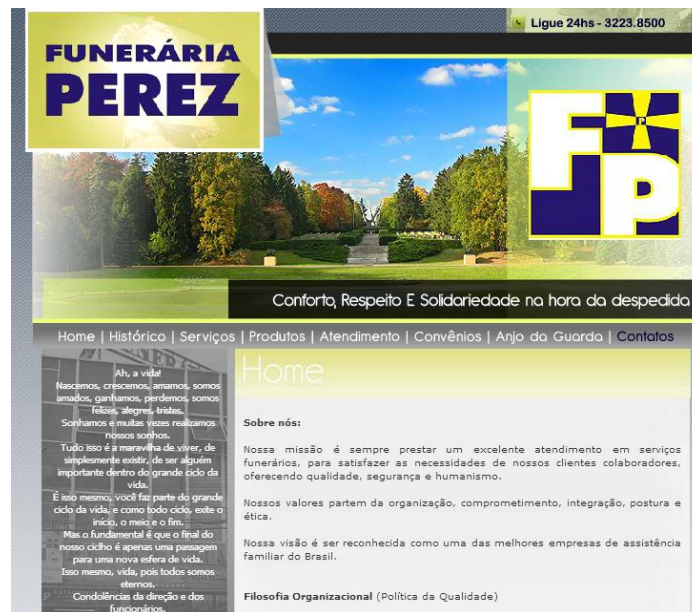 Ligue 24hs - 3223.8500
FUNERÁRIA
PEREZ
FP
P
Conforto, Respeito E Solidariedade na hora da despedida
Home | Histórico | Serviços | Produtos | Atendimento | Convênios | Anjo da Guarda | Contatos
Ah, a vida!
Nascemos, crescemos, amamos, somos
amados, ganhamos, perdemos, somos
felizes, alegres, tristes.
Sonhamos e muitas vezes realizamos
nossos sonhos.
Tudo isso é a maravilha de viver, de
simplesmente existir, de ser alguém
importante dentro do grande ciclo da
vida.
É isso mesmo, você faz parte do grande
ciclo da vida, e como todo ciclo, exite o
início, o meio e o fim.
Mas o fundamental é que o final do
nosso ciclho é apenas uma passagem
para uma nova esfera de vida.
Isso mesmo, vida, pois todos somos
eternos.
Condolências da direção e dos
funcionários.
Home
Sobre nós:
Nossa missão é sempre prestar um excelente atendimento em serviços
funerários, para satisfazer as necessidades de nossos clientes colaboradores,
oferecendo qualidade, segurança e humanismo.
Nossos valores partem da organização, comprometimento, integração, postura e
ética.
Nossa visão é ser reconhecida como uma das melhores empresas de assistência
familiar do Brasil.
Filosofia Organizacional (Política da Qualidade)